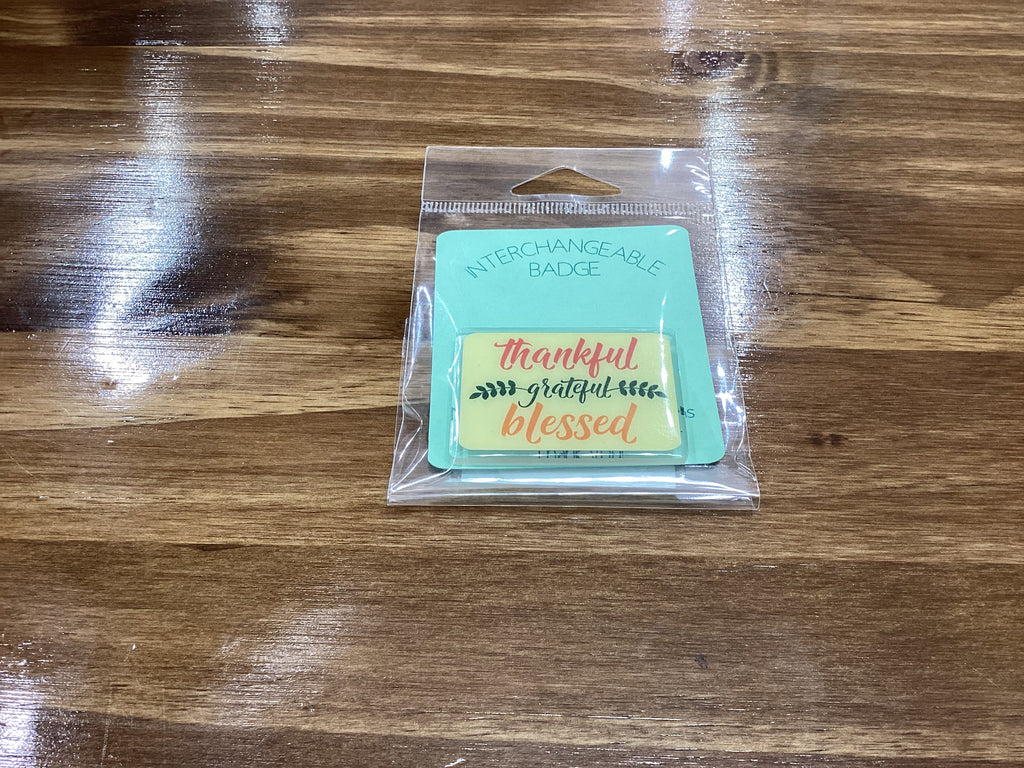 INTERCHANGEABLE
BADGE
thankful
grateful
blessed